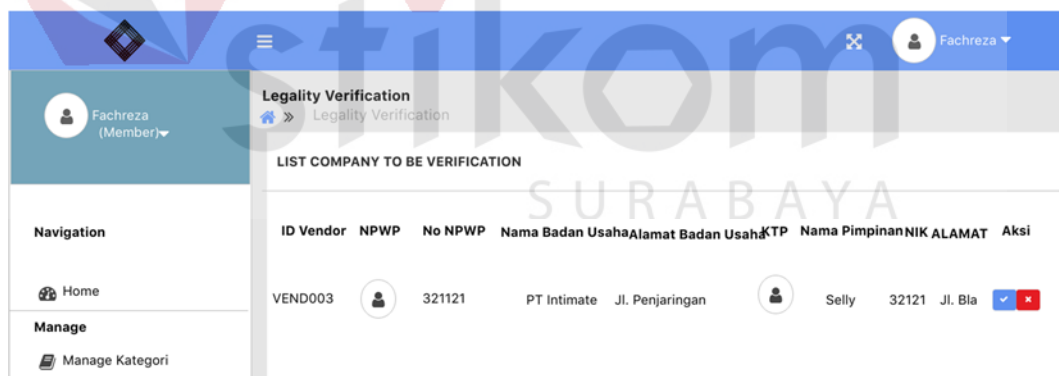 stikom
SURABAYA
Fachreza
Fachreza
(Member)
Legality Verification
» Legality Verification
LIST COMPANY TO BE VERIFICATION
Navigation
Home
Manage
Manage Kategori
ID Vendor NPWP No NPWP Nama Badan Usaha Alamat Badan Usaha KTP Nama Pimpinan NIK ALAMAT Aksi
VEND003 321121 PT Intimate Jl. Penjaringan Selly 32121 Jl. Bla